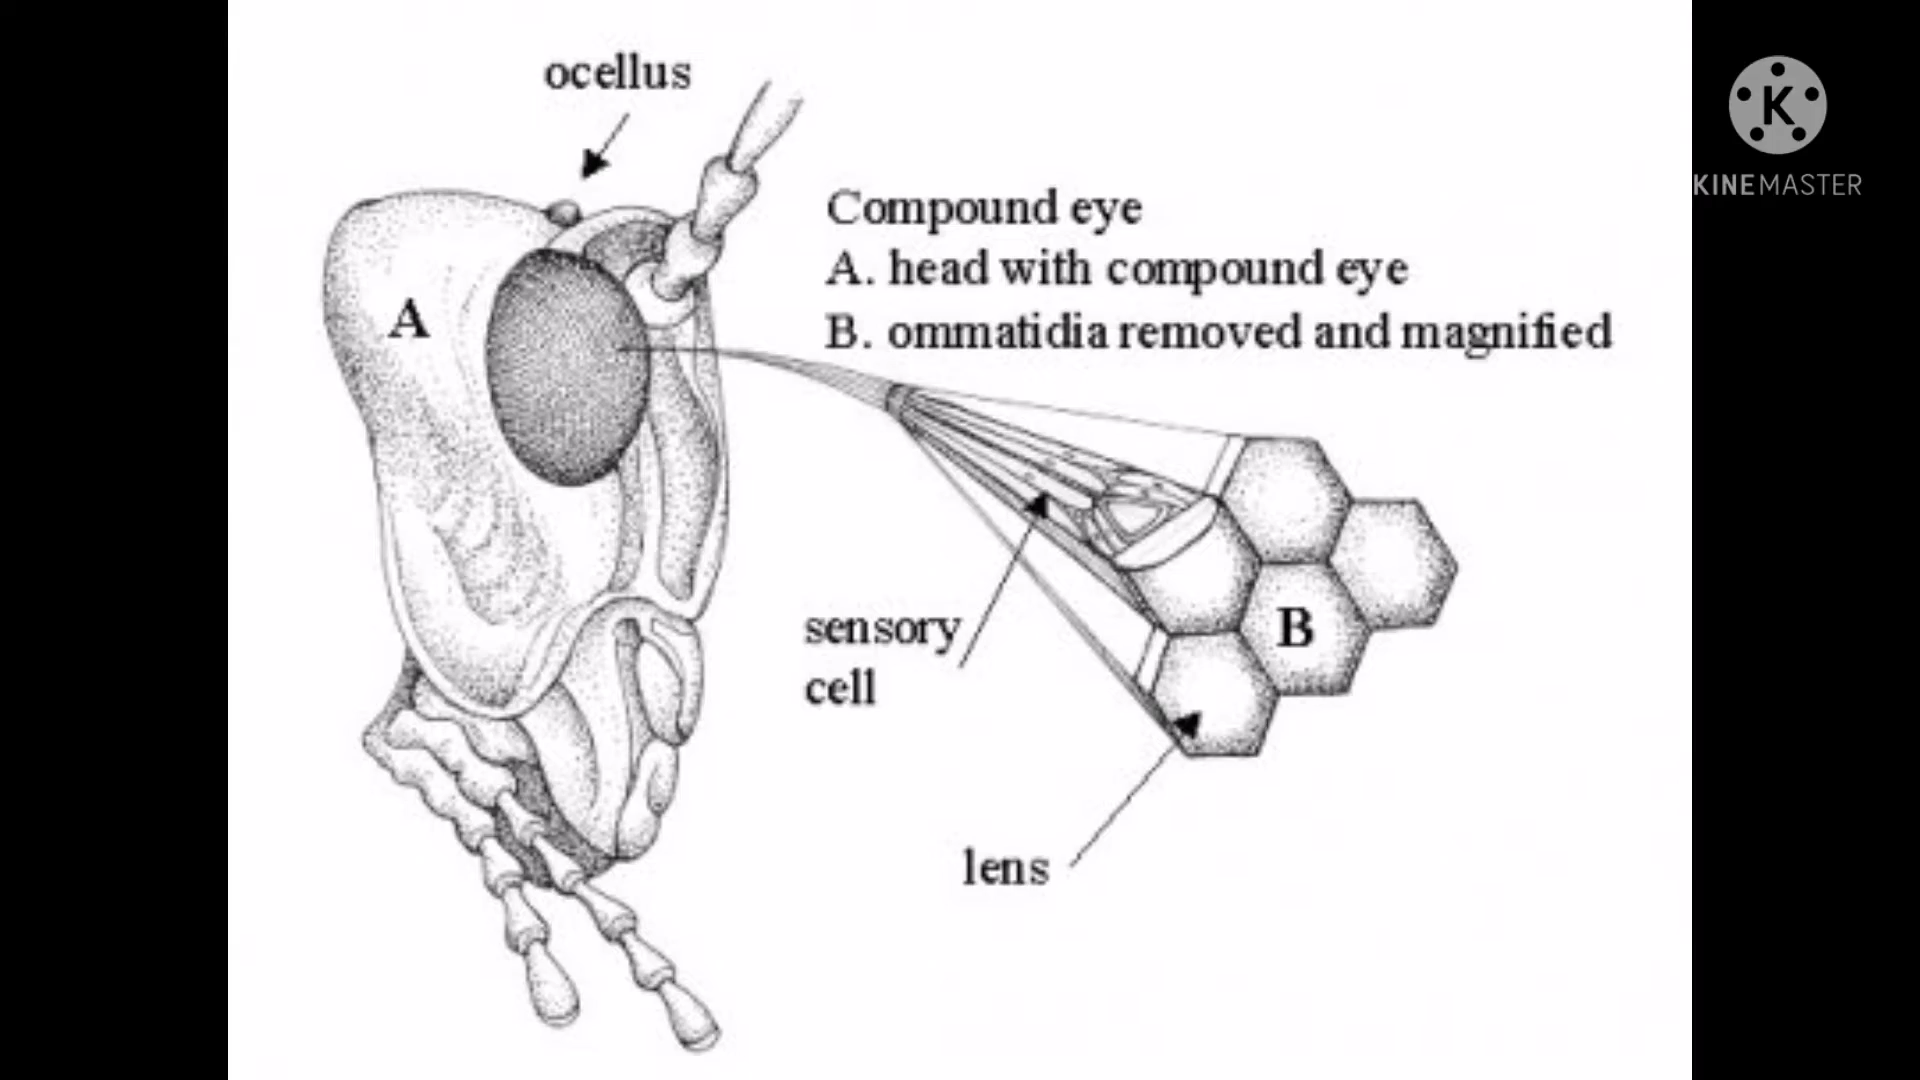 ocellus
Compound eye
A. head with compound eye
B. ommatidia removed and magnified
A
sensory
cell
B
lens
K
KINEMASTER